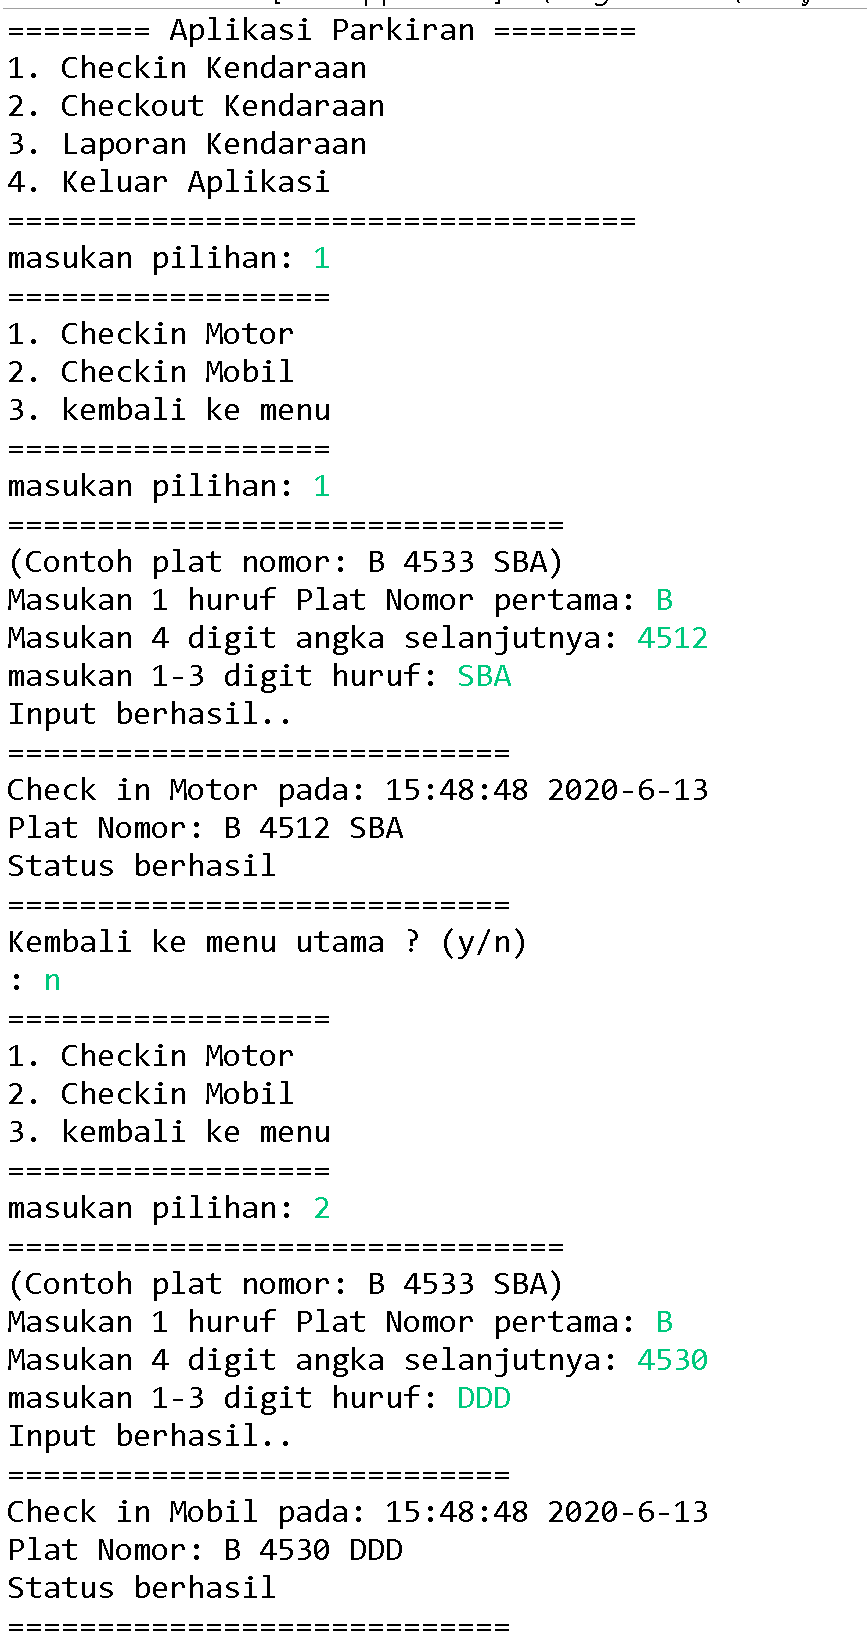 ======== Aplikasi Parkiran ========
1. Checkin Kendaraan
2. Checkout Kendaraan
3. Laporan Kendaraan
4. Keluar Aplikasi
===================================
masukan pilihan: 1
==================
1. Checkin Motor
2. Checkin Mobil
3. kembali ke menu
==================
masukan pilihan: 1
===============================
(Contoh plat nomor: B 4533 SBA)
Masukan 1 huruf Plat Nomor pertama: B
Masukan 4 digit angka selanjutnya: 4512
masukan 1-3 digit huruf: SBA
Input berhasil..
============================
Check in Motor pada: 15:48:48 2020-6-13
Plat Nomor: B 4512 SBA
Status berhasil
============================
Kembali ke menu utama ? (y/n)
: n
==================
1. Checkin Motor
2. Checkin Mobil
3. kembali ke menu
==================
masukan pilihan: 2
===============================
(Contoh plat nomor: B 4533 SBA)
Masukan 1 huruf Plat Nomor pertama: B
Masukan 4 digit angka selanjutnya: 4530
masukan 1-3 digit huruf: DDD
Input berhasil..
============================
Check in Mobil pada: 15:48:48 2020-6-13
Plat Nomor: B 4530 DDD
Status berhasil
============================